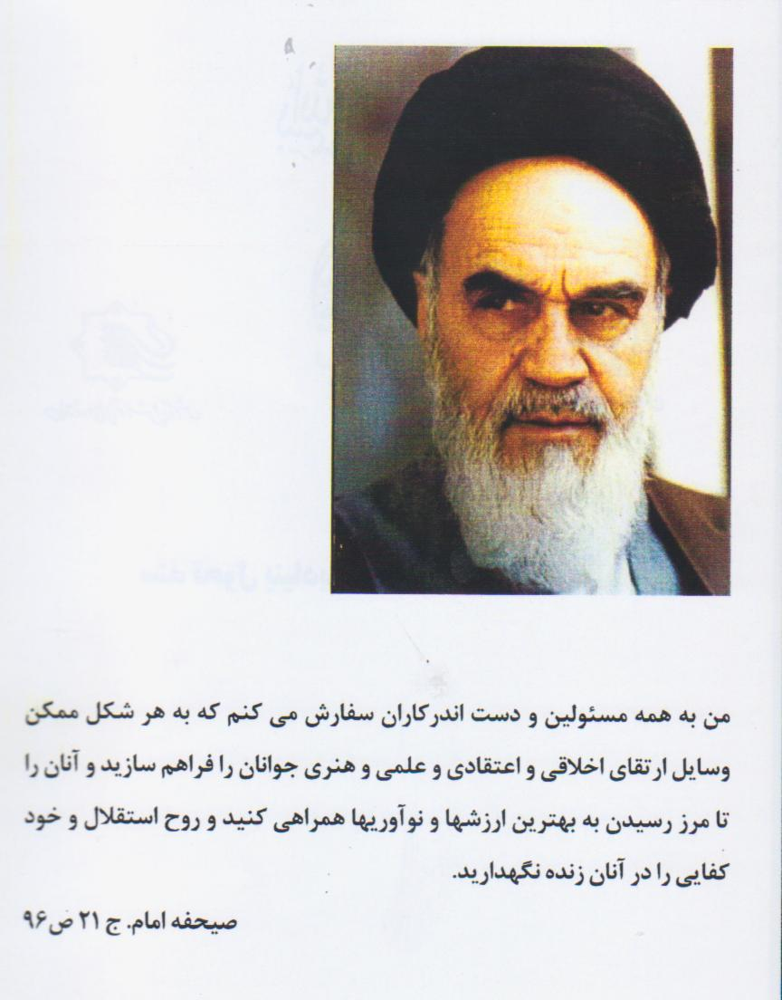 من به همه مسئولین و دست اندرکاران سفارش می کنم که به هر شکل ممکن
وسایل ارتقای اخلاقی و اعتقادی و علمی و هنری جوانان را فراهم سازید و آنان را
تا مرز رسیدن به بهترین ارزشها و نوآوریها همراهی کنید و روح استقلال و خود
کفایی را در آنان زنده نگهدارید.
صیحفه امام. ج ۲۱ ص ۹۶